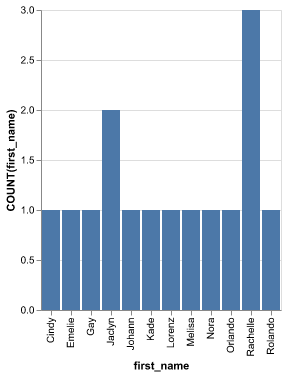 COUNT(first_name)
3.0
2.5
2.0
1.5
1.0
0.5
0.0
Cindy
Emelie
Gay
Jaclyn
Johann
Kade
Lorenz
Melisa
Nora
Orlando
Rachelle
Rolando
first_name